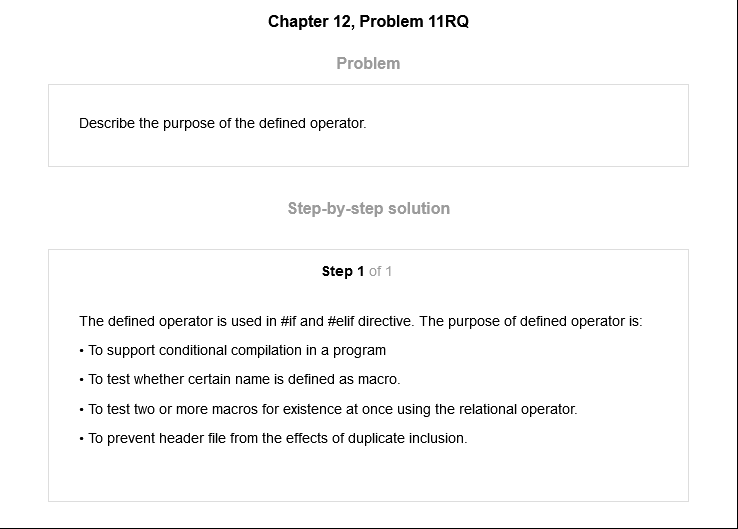 Chapter 12, Problem 11RQ
Problem
Describe the purpose of the defined operator.
Step-by-step solution
Step 1 of 1
The defined operator is used in #if and #elif directive. The purpose of defined operator is:
• To support conditional compilation in a program
• To test whether certain name is defined as macro.
• To test two or more macros for existence at once using the relational operator.
• To prevent header file from the effects of duplicate inclusion.